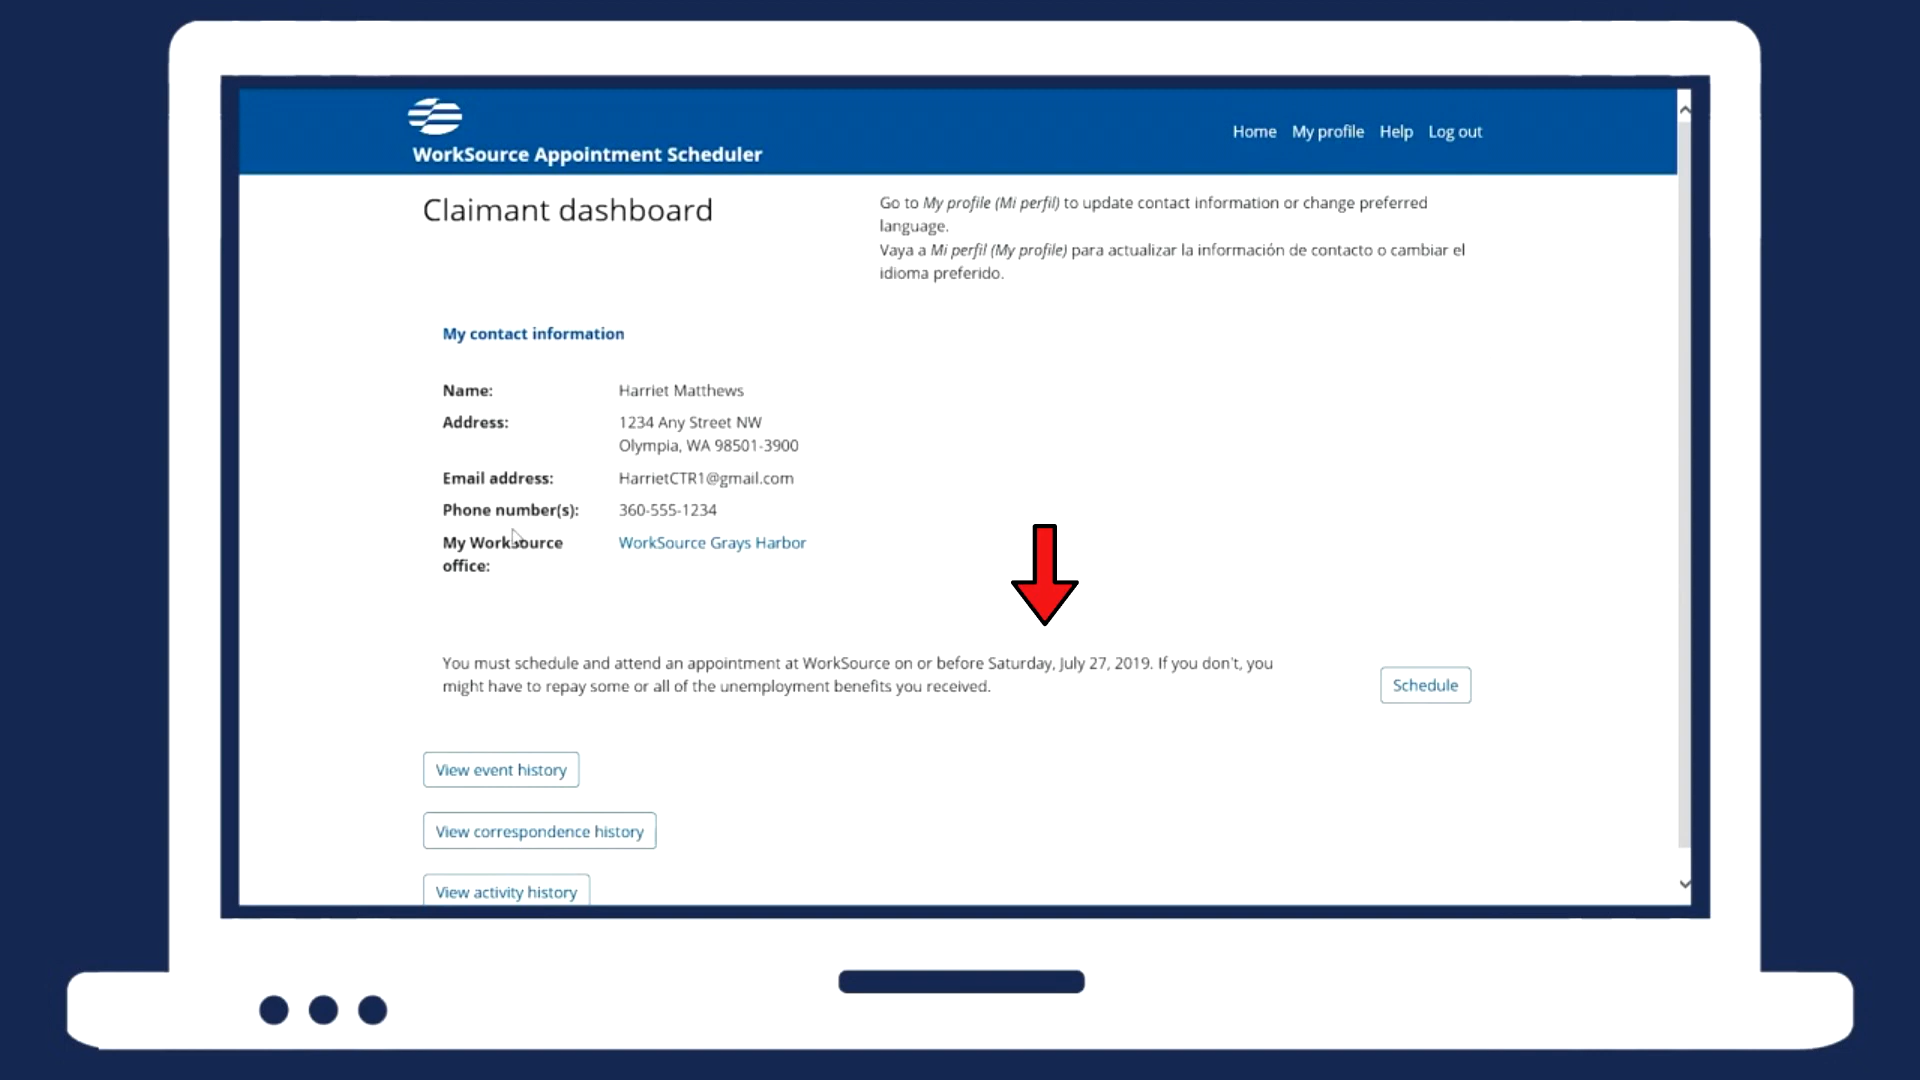 WorkSource Appointment Scheduler
Home My profile Help Log out
Claimant dashboard
Go to My profile (Mi perfil) to update contact information or change preferred
language.
Vaya a Mi perfil (My profile) para actualizar la información de contacto o cambiar el
idioma preferido.
My contact information
Name: Harriet Matthews
Address: 1234 Any Street NW
Olympia, WA 98501-3900
Email address: HarrietCTR1@gmail.com
Phone number(s): 360-555-1234
My WorkSource WorkSource Grays Harbor
office:
You must schedule and attend an appointment at WorkSource on or before Saturday, July 27, 2019. If you don't, you
might have to repay some or all of the unemployment benefits you received.
Schedule
View event history
View correspondence history
View activity history